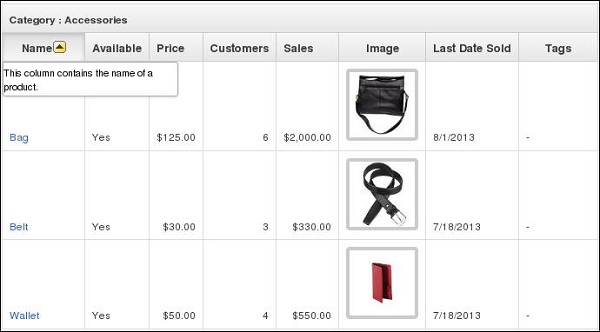 Category : Accessories
Name Available Price Customers Sales Image Last Date Sold Tags
This column contains the name of a
product.
Bag Yes $125.00 6 $2,000.00 8/1/2013 -
Belt Yes $30.00 3 $330.00 7/18/2013 -
Wallet Yes $50.00 4 $550.00 7/18/2013 -